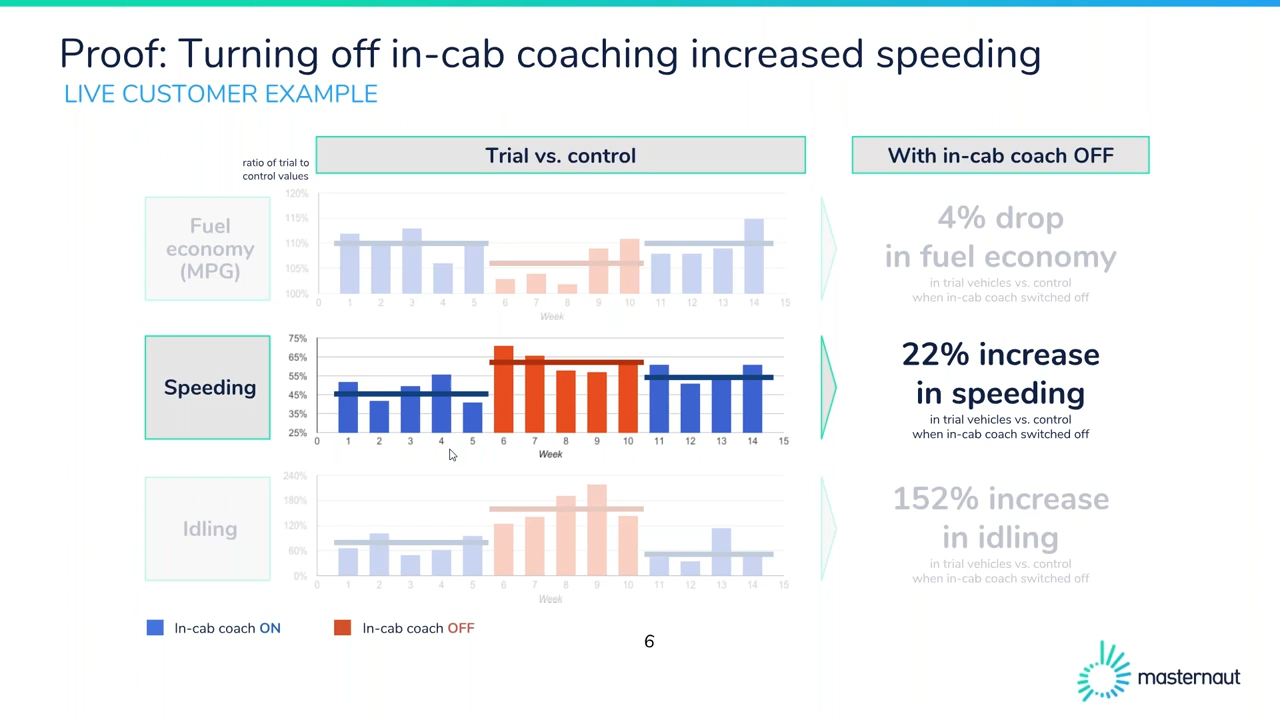 Proof: Turning off in-cab coaching increased speeding
LIVE CUSTOMER EXAMPLE
ratio of trial to
control values
Trial vs. control
With in-cab coach OFF
Fuel
economy
(MPG)
120%
115%
110%
105%
100%
0 1 2 3 4 5 6 7 8 9 10 11 12 13 14 15
Week
4% drop
in fuel economy
in trial vehicles vs. control
when in-cab coach switched off
Speeding
75%
65%
55%
45%
35%
25%
0 1 2 3 4 5 6 7 8 9 10 11 12 13 14 15
Week
22% increase
in speeding
in trial vehicles vs. control
when in-cab coach switched off
Idling
240%
180%
120%
60%
0%
0 1 2 3 4 5 6 7 8 9 10 11 12 13 14 15
Week
152% increase
in idling
in trial vehicles vs. control
when in-cab coach switched off
In-cab coach ON
In-cab coach OFF
6
masternaut